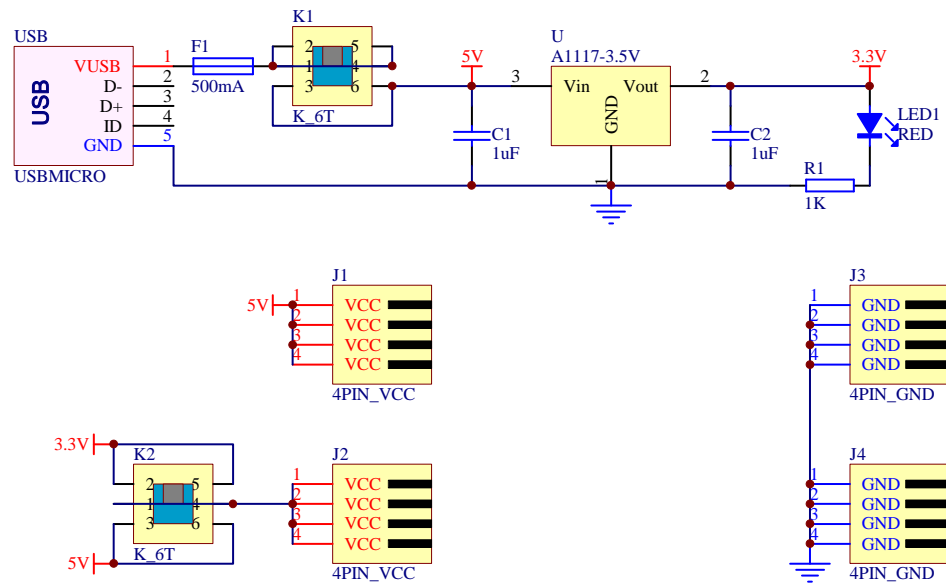 USB
USB
VUSB 1
D- 2
D+ 3
ID 4
GND 5
USBMICRO
F1
500mA
K1
2 5
1 4
3 6
K_6T
5V
C1
1uF
U
A1117-3.5V
3 Vin Vout 2
GND
1
C2
1uF
3.3V
LED1
RED
R1
1K
J1
5V
1 VCC
2 VCC
3 VCC
4 VCC
4PIN_VCC
J3
1 GND
2 GND
3 GND
4 GND
4PIN_GND
3.3V
K2
2 5
1 4
3 6
5V
K_6T
J2
1 VCC
2 VCC
3 VCC
4 VCC
4PIN_VCC
J4
1 GND
2 GND
3 GND
4 GND
4PIN_GND